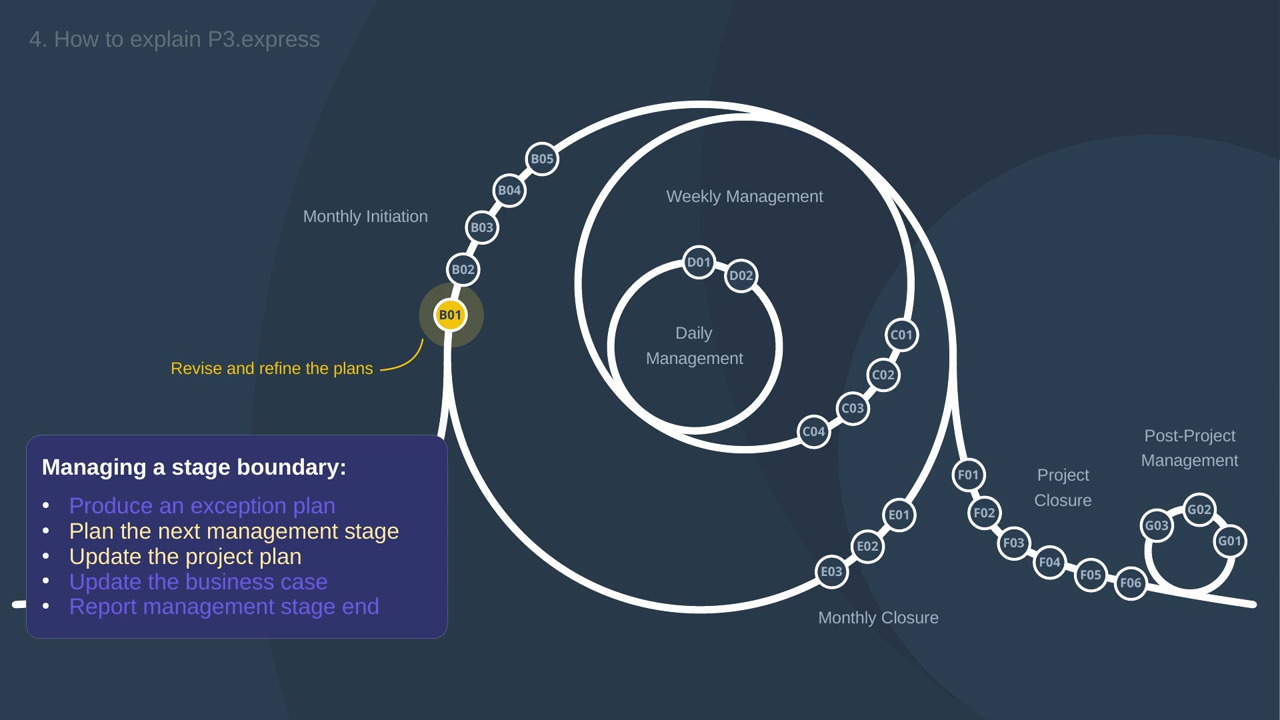 4. How to explain P3.express
B05
B04
Weekly Management
Monthly Initiation
B03
B02
D01
D02
B01
Daily
Management
C01
Revise and refine the plans
C02
C03
C04
Post-Project
Management
Managing a stage boundary:
• Produce an exception plan
• Plan the next management stage
• Update the project plan
• Update the business case
• Report management stage end
F01
Project
Closure
F02
F03
F04
F05
F06
G03
G02
G01
E01
E02
E03
Monthly Closure